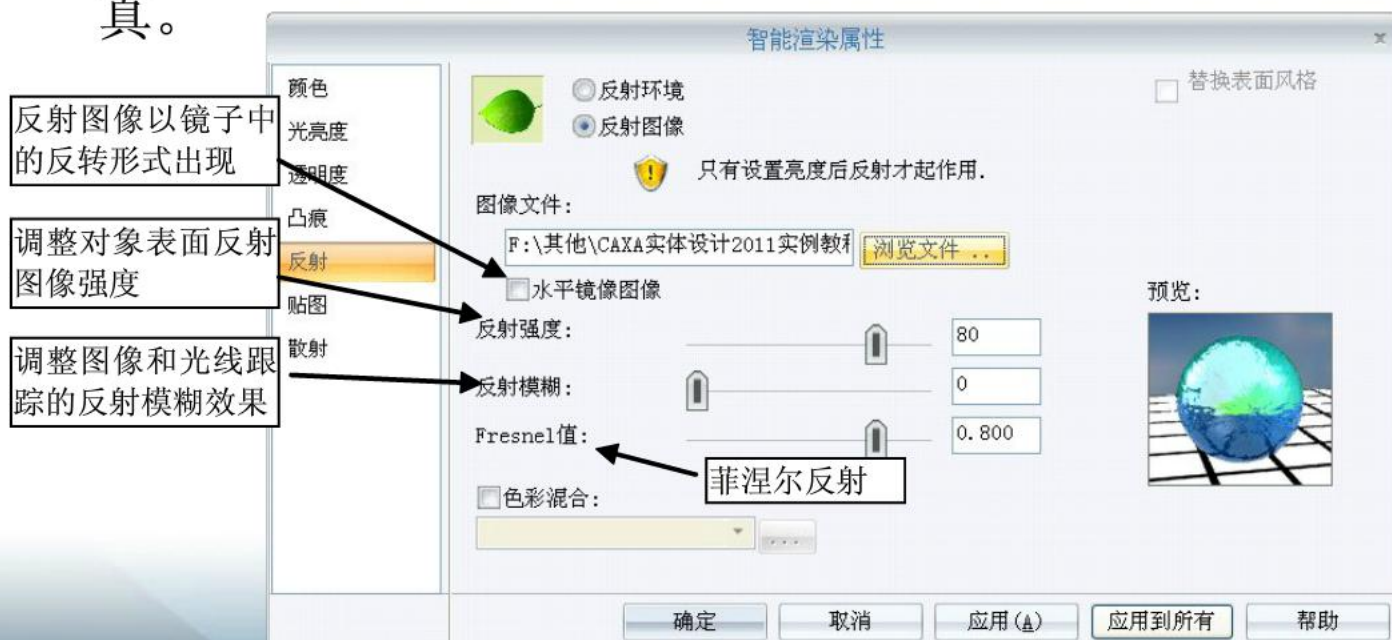 真。
智能渲染属性
颜色
光亮度
透明度
凸痕
反射
贴图
散射
反射图像以镜子中
的反转形式出现
调整对象表面反射
图像强度
调整图像和光线跟
踪的反射模糊效果
反射环境
反射图像
替换表面风格
只有设置亮度后反射才起作用.
图像文件:
F:\其他\CAXA实体设计2011实例教
浏览文件 ..
水平镜像图像
反射强度:
80
反射模糊:
0
Fresnel值:
0.800
菲涅尔反射
色彩混合:
...
预览:
确定
取消
应用(A)
应用到所有
帮助